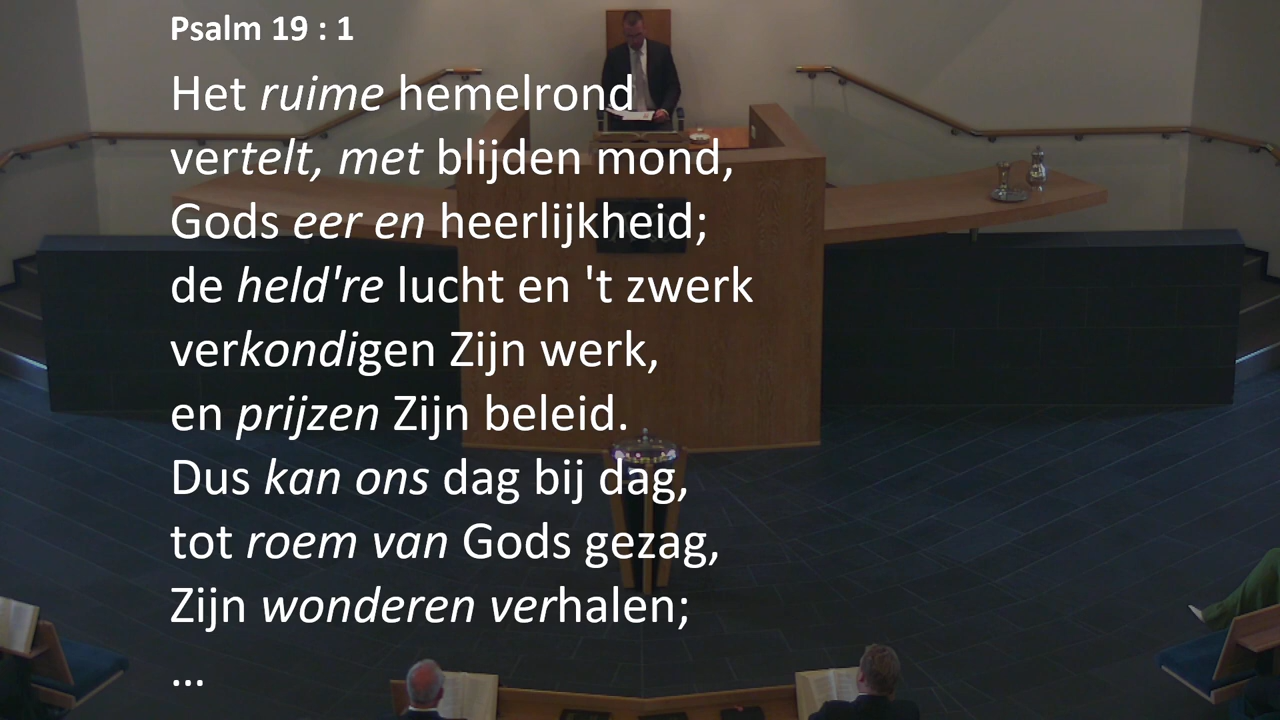 Psalm 19 : 1
Het ruime hemelrond
vertelt, met blijden mond,
Gods eer en heerlijkheid;
de held're lucht en 't zwerk
verkondigen Zijn werk,
en prijzen Zijn beleid.
Dus kan ons dag bij dag,
tot roem van Gods gezag,
Zijn wonderen verhalen;
...